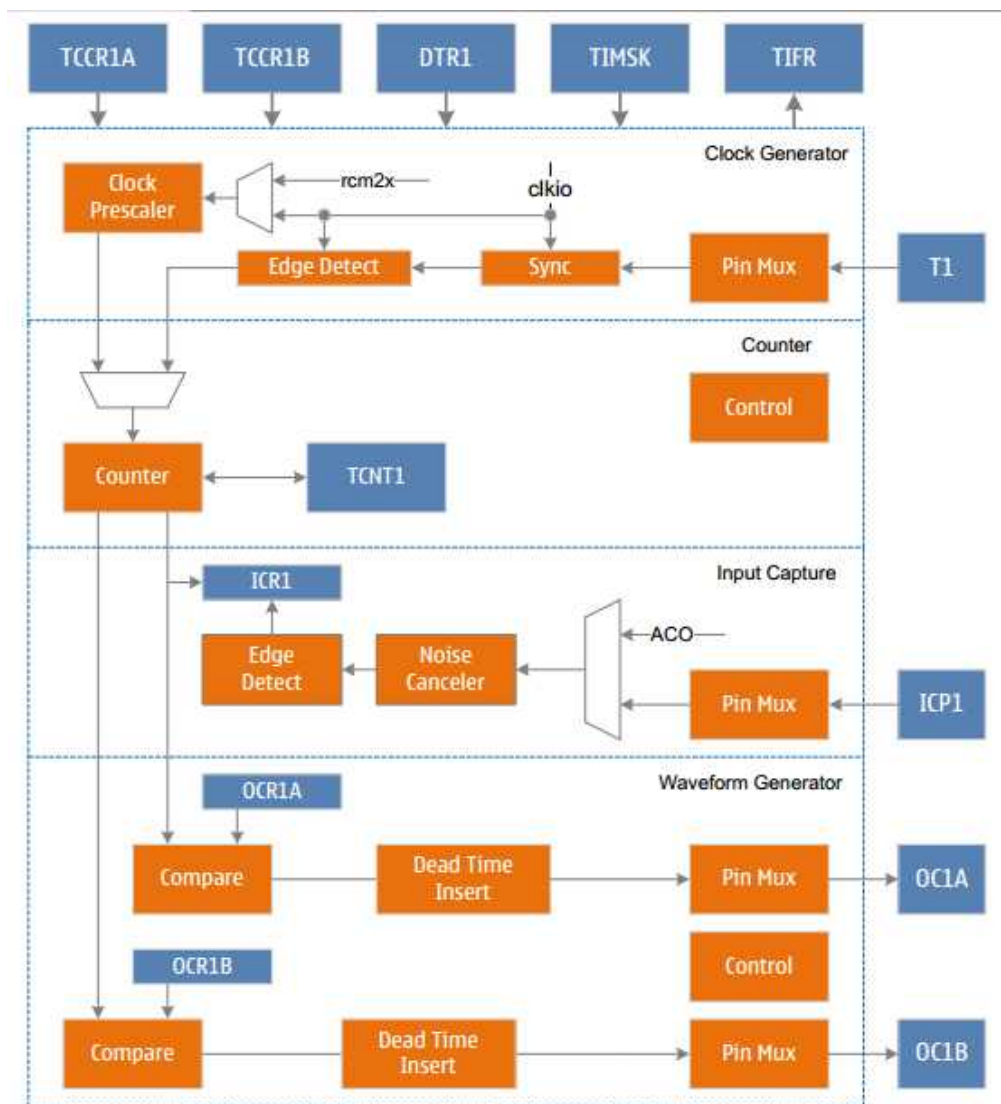 TCCR1A
TCCR1B
DTR1
TIMSK
TIFR
Clock Generator
Clock
Prescaler
rcm2x
clkio
Edge Detect
Sync
Pin Mux
T1
Counter
Control
Counter
TCNT1
Input Capture
ICR1
ACO
Edge
Detect
Noise
Canceler
Pin Mux
ICP1
Waveform Generator
OCR1A
Compare
Dead Time
Insert
Pin Mux
OC1A
OCR1B
Control
Compare
Dead Time
Insert
Pin Mux
OC1B